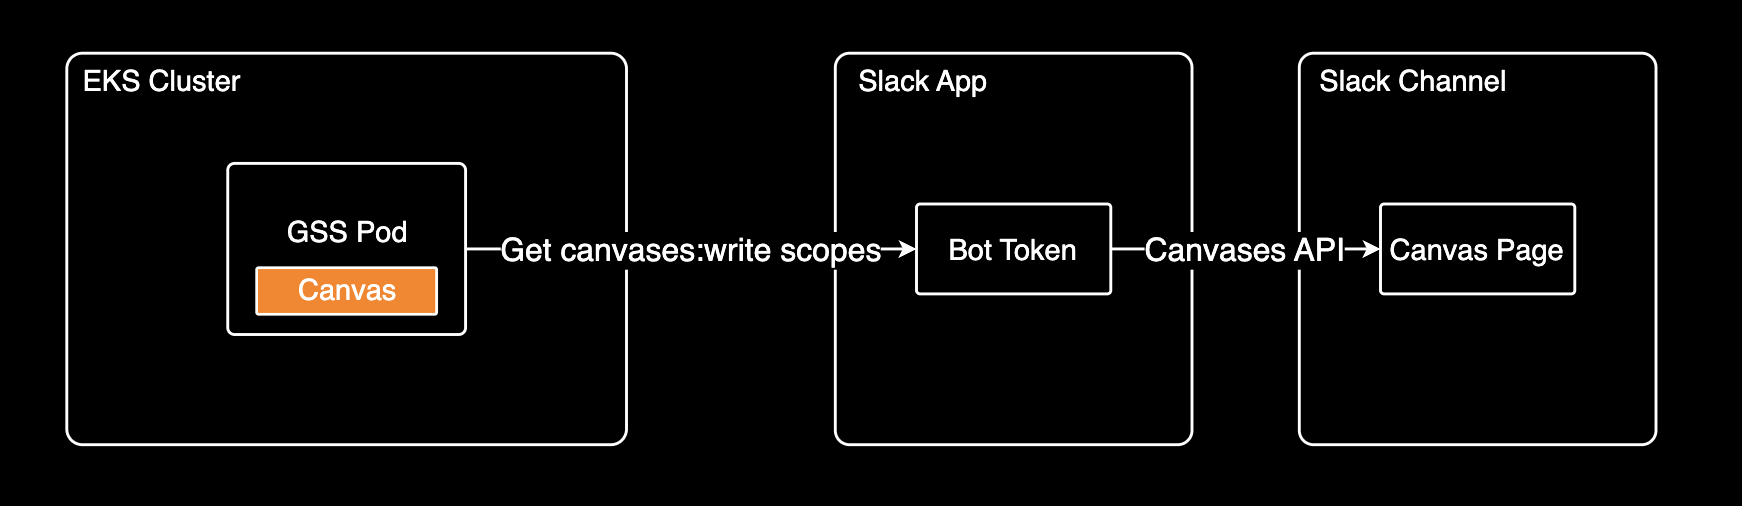 EKS Cluster
GSS Pod
Canvas
Get canvases:write scopes
Slack App
Bot Token
Canvases API
Slack Channel
Canvas Page